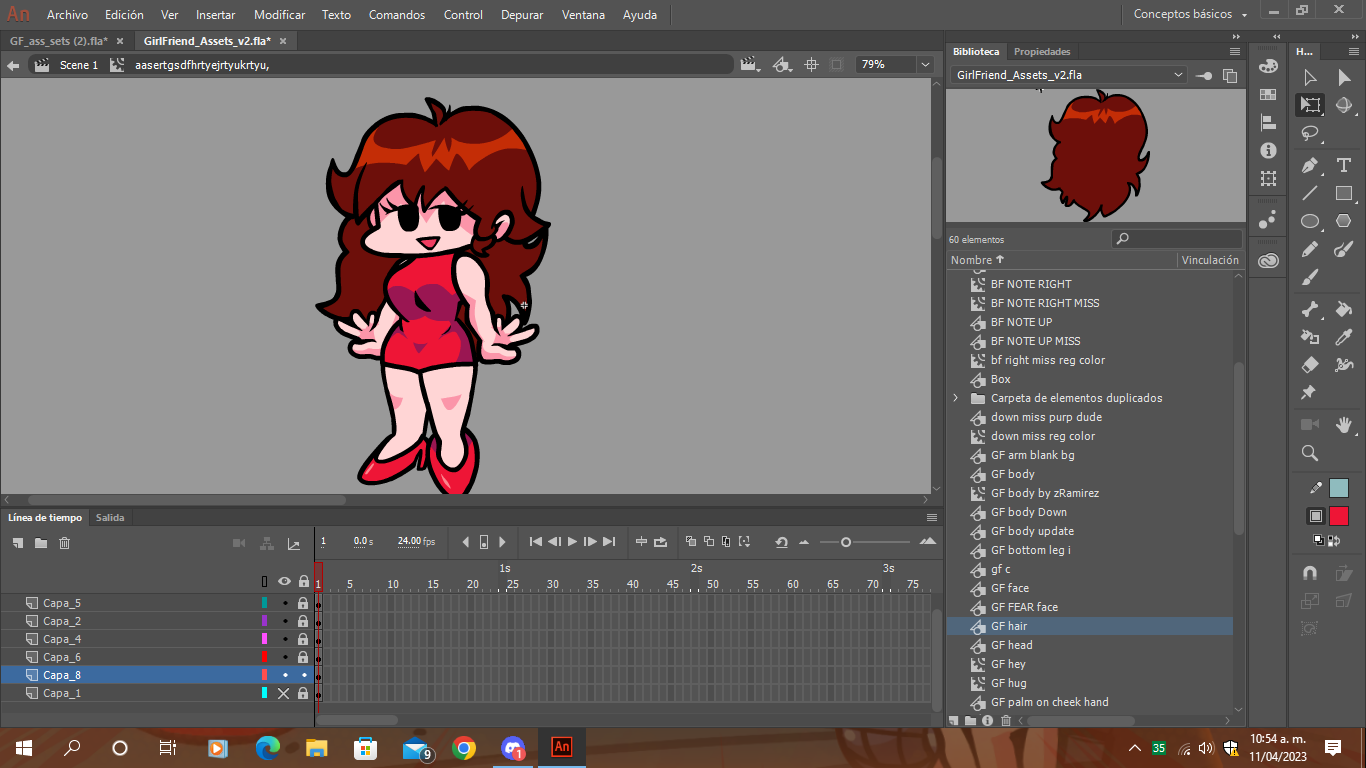 An Archivo Edición Ver Insertar Modificar Texto Comandos Control Depurar Ventana Ayuda Conceptos básicos
GF_ass_sets (2).fla* × GirlFriend_Assets_v2.fla* ×
Scene 1 aasertgsdfhrtyejrtyukrtyu, 79%
Biblioteca Propiedades H...
GirlFriend_Assets_v2.fla
60 elementos
Nombre Vinculación
BF NOTE RIGHT
BF NOTE RIGHT MISS
BF NOTE UP
BF NOTE UP MISS
bf right miss reg color
Box
Carpeta de elementos duplicados
down miss purp dude
down miss reg color
GF arm blank bg
GF body
GF body by zRamirez
GF body Down
GF body update
GF bottom leg i
gf c
GF face
GF FEAR face
GF hair
GF head
GF hey
GF hug
GF palm on cheek hand
Línea de tiempo Salida
1 0.0 s 24.00 fps
1s 2s 3s
1 5 10 15 20 25 30 35 40 45 50 55 60 65 70 75
Capa_5
Capa_2
Capa_4
Capa_6
Capa_8
Capa_1
9 1 An 35 10:54 a. m.
11/04/2023